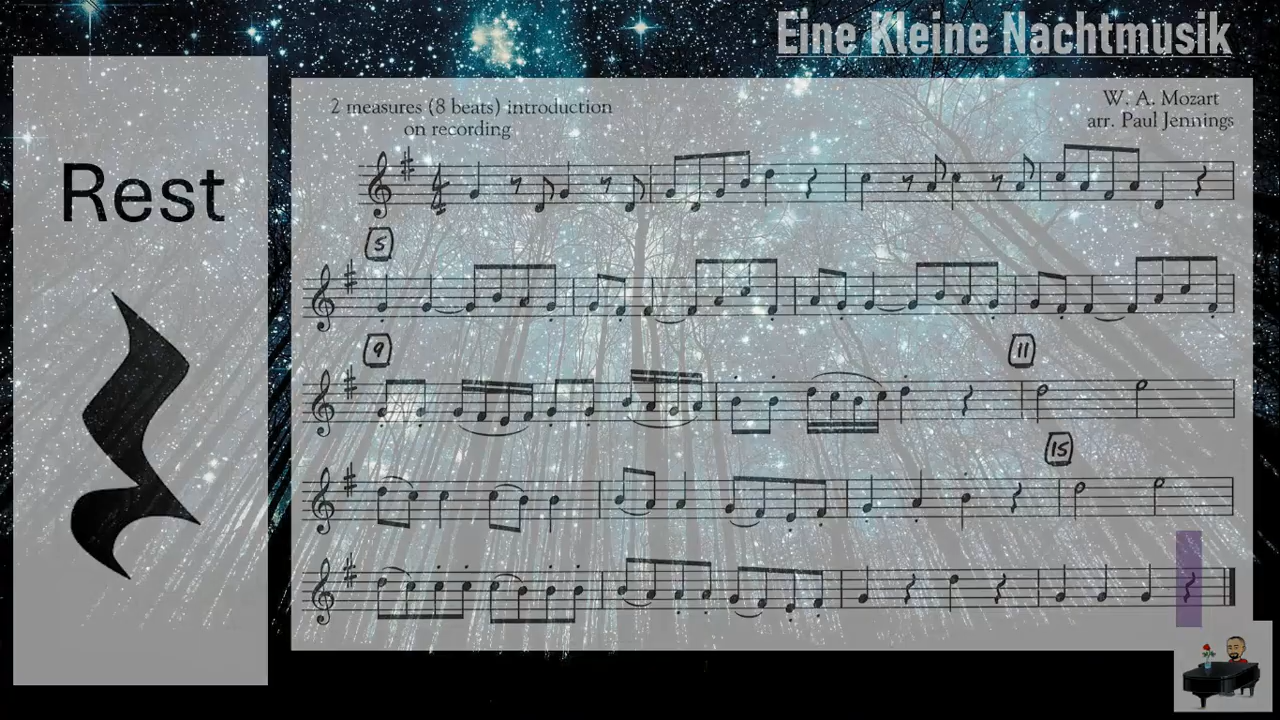 Eine Kleine Nachtmusik
2 measures (8 beats) introduction
on recording
W. A. Mozart
arr. Paul Jennings
Rest
5
9
11
15